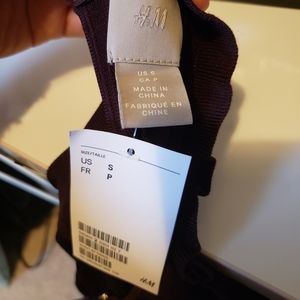 H&M
US S
CA P
MADE IN
CHINA
FABRIQUÉ EN
CHINE
SIZE/TAILLE
US S
FR P
H&M